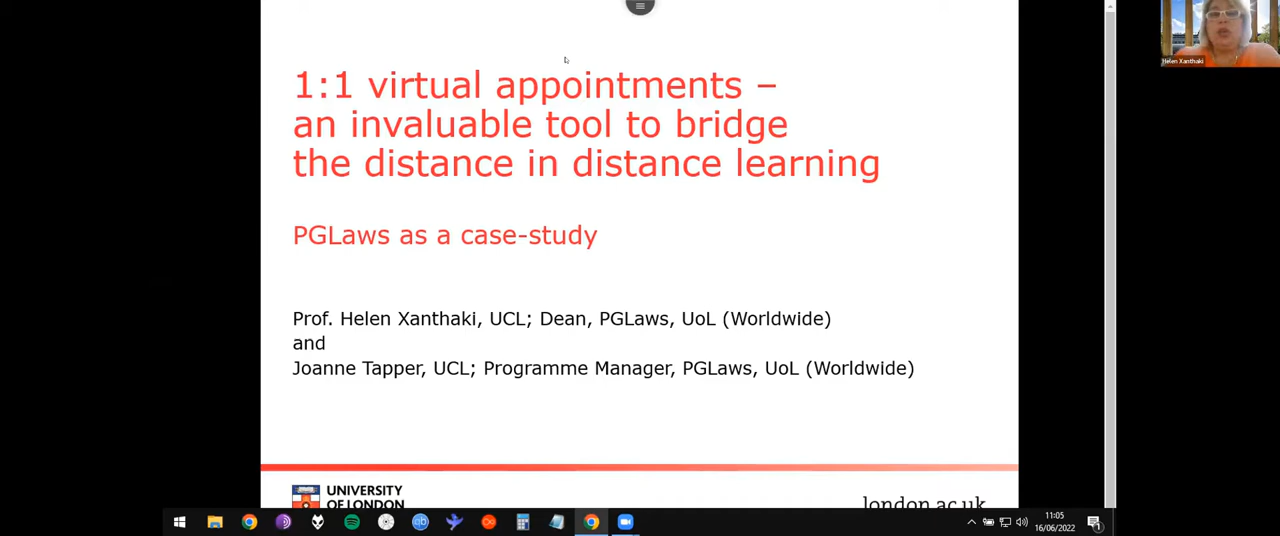 1:1 virtual appointments –
an invaluable tool to bridge
the distance in distance learning
PGLaws as a case-study
Prof. Helen Xanthaki, UCL; Dean, PGLaws, UoL (Worldwide)
and
Joanne Tapper, UCL; Programme Manager, PGLaws, UoL (Worldwide)
UNIVERSITY
OF LONDON
london.ac.uk
Helen Xanthaki
11:05
16/06/2022